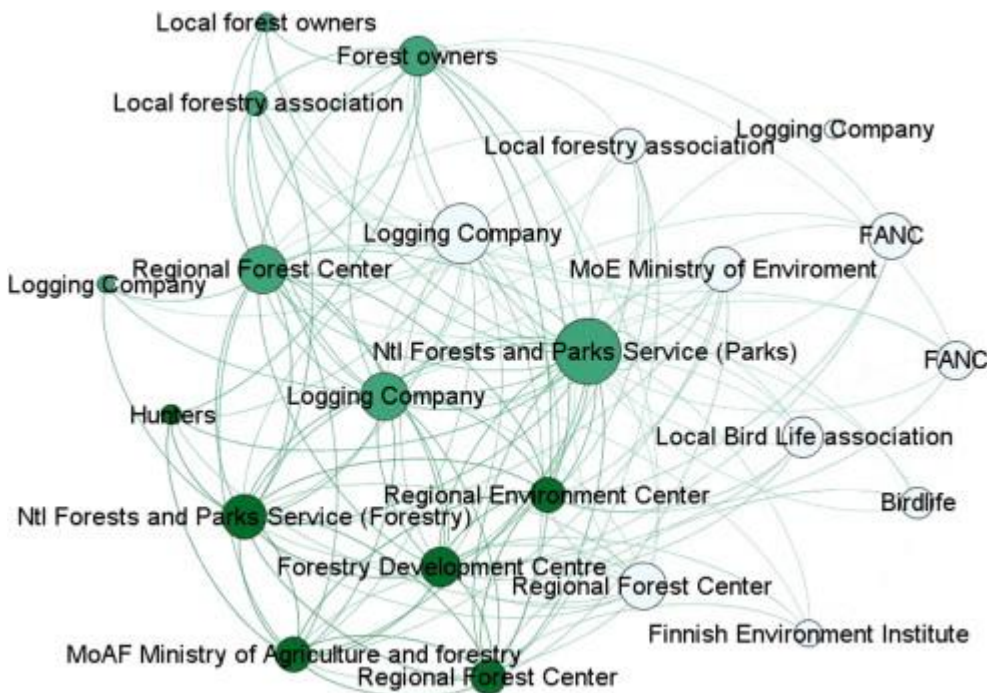 Local forest owners
Forest owners
Local forestry association
Logging Company
Local forestry association
Logging Company
FANC
Regional Forest Center
MoE Ministry of Enviroment
Logging Company
Ntl Forests and Parks Service (Parks)
FANC
Logging Company
Hunters
Local Bird Life association
Regional Environment Center
Birdlife
Ntl Forests and Parks Service (Forestry)
Forestry Development Centre
Regional Forest Center
Finnish Environment Institute
MoAF Ministry of Agriculture and forestry
Regional Forest Center